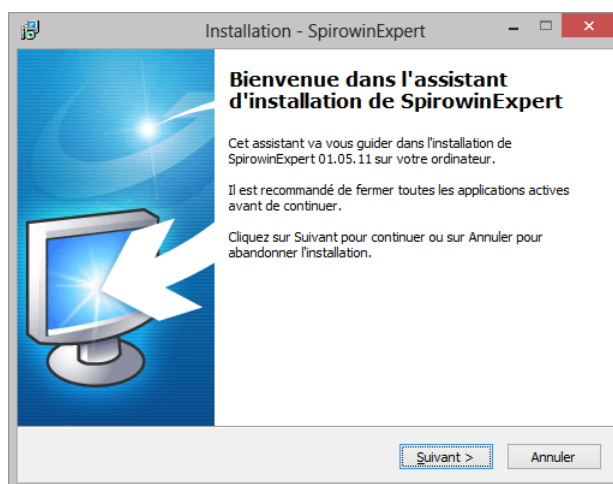 Installation - SpirowinExpert
Bienvenue dans l'assistant
d'installation de SpirowinExpert
Cet assistant va vous guider dans l'installation de
SpirowinExpert 01.05.11 sur votre ordinateur.
Il est recommandé de fermer toutes les applications actives
avant de continuer.
Cliquez sur Suivant pour continuer ou sur Annuler pour
abandonner l'installation.
Suivant >
Annuler